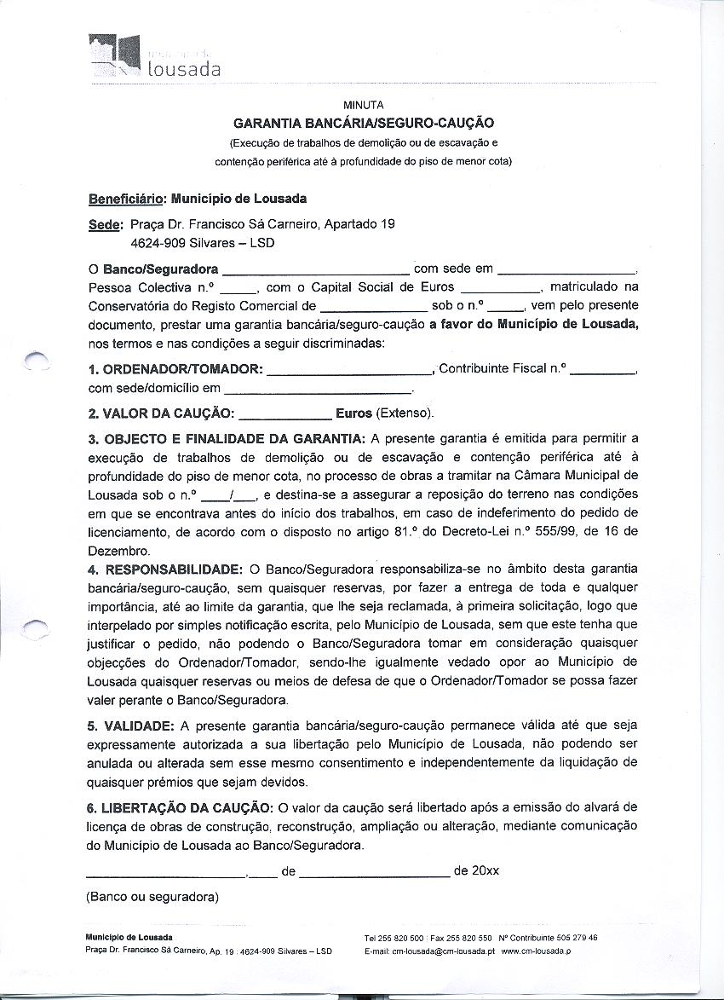 município de
lousada
MINUTA
GARANTIA BANCÁRIA/SEGURO-CAUÇÃO
(Execução de trabalhos de demolição ou de escavação e
contenção periférica até à profundidade do piso de menor cota)
Beneficiário: Município de Lousada
Sede: Praça Dr. Francisco Sá Carneiro, Apartado 19
4624-909 Silvares – LSD
O Banco/Seguradora ___________________________ com sede em ____________________,
Pessoa Colectiva n.º _____, com o Capital Social de Euros ___________, matriculado na
Conservatória do Registo Comercial de _______________ sob o n.º _____, vem pelo presente
documento, prestar uma garantia bancária/seguro-caução a favor do Município de Lousada,
nos termos e nas condições a seguir discriminadas:
1. ORDENADOR/TOMADOR: ________________________, Contribuinte Fiscal n.º _________,
com sede/domicílio em ___________________________.
2. VALOR DA CAUÇÃO: _____________ Euros (Extenso).
3. OBJECTO E FINALIDADE DA GARANTIA: A presente garantia é emitida para permitir a
execução de trabalhos de demolição ou de escavação e contenção periférica até à
profundidade do piso de menor cota, no processo de obras a tramitar na Câmara Municipal de
Lousada sob o n.º ____/___, e destina-se a assegurar a reposição do terreno nas condições
em que se encontrava antes do início dos trabalhos, em caso de indeferimento do pedido de
licenciamento, de acordo com o disposto no artigo 81.º do Decreto-Lei n.º 555/99, de 16 de
Dezembro.
4. RESPONSABILIDADE: O Banco/Seguradora responsabiliza-se no âmbito desta garantia
bancária/seguro-caução, sem quaisquer reservas, por fazer a entrega de toda e qualquer
importância, até ao limite da garantia, que lhe seja reclamada, à primeira solicitação, logo que
interpelado por simples notificação escrita, pelo Município de Lousada, sem que este tenha que
justificar o pedido, não podendo o Banco/Seguradora tomar em consideração quaisquer
objecções do Ordenador/Tomador, sendo-lhe igualmente vedado opor ao Município de
Lousada quaisquer reservas ou meios de defesa de que o Ordenador/Tomador se possa fazer
valer perante o Banco/Seguradora.
5. VALIDADE: A presente garantia bancária/seguro-caução permanece válida até que seja
expressamente autorizada a sua libertação pelo Município de Lousada, não podendo ser
anulada ou alterada sem esse mesmo consentimento e independentemente da liquidação de
quaisquer prémios que sejam devidos.
6. LIBERTAÇÃO DA CAUÇÃO: O valor da caução será libertado após a emissão do alvará de
licença de obras de construção, reconstrução, ampliação ou alteração, mediante comunicação
do Município de Lousada ao Banco/Seguradora.
_______________________,____ de ______________________ de 20xx
(Banco ou seguradora)
Município de Lousada
Praça Dr. Francisco Sá Carneiro, Ap. 19 : 4624-909 Silvares – LSD
Tel 255 820 500 : Fax 255 820 550 Nº Contribuinte 505 279 46
E-mail: cm-lousada@cm-lousada.pt www.cm-lousada.p